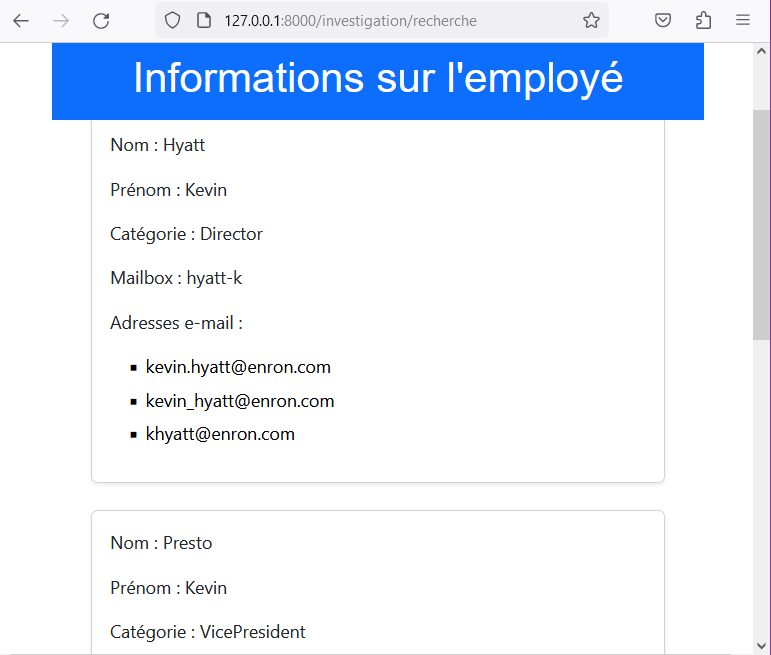 127.0.0.1:8000/investigation/recherche
Informations sur l'employé
Nom : Hyatt
Prénom : Kevin
Catégorie : Director
Mailbox : hyatt-k
Adresses e-mail :
kevin.hyatt@enron.com
kevin_hyatt@enron.com
khyatt@enron.com
Nom : Presto
Prénom : Kevin
Catégorie : VicePresident